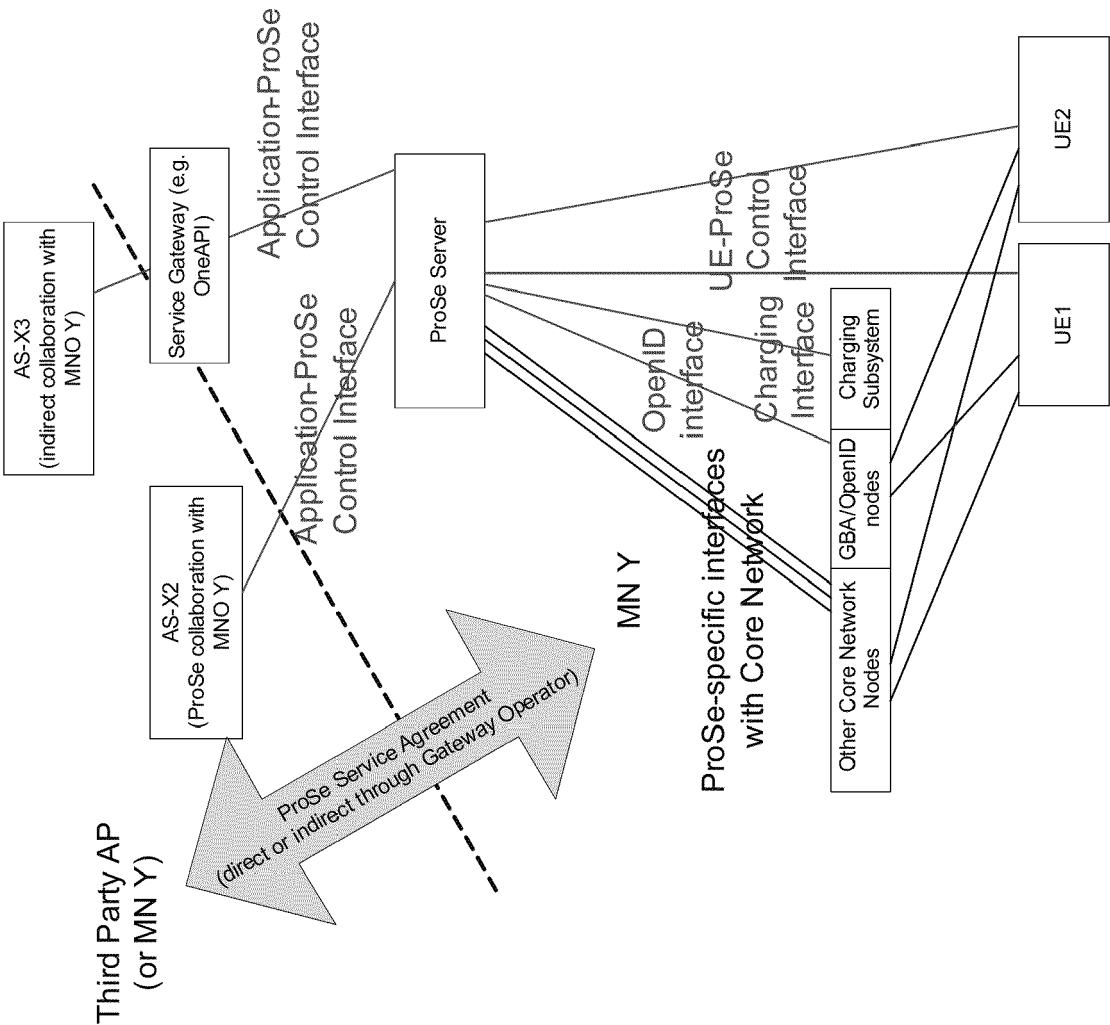 AS-X3
(indirect collaboration with
MNO Y)
Service Gateway (e.g.
OneAPI)
Application-ProSe
Control Interface
AS-X2
(ProSe collaboration with
MNO Y)
Application-ProSe
Control Interface
Third Party AP
(or MN Y)
ProSe Service Agreement
(direct or indirect through Gateway Operator)
MN Y
ProSe Server
UE-ProSe
Control
Interface
OpenID
interface
Charging
Interface
ProSe-specific interfaces
with Core Network
Other Core Network
Nodes
GBA/OpenID
nodes
Charging
Subsystem
UE1
UE2